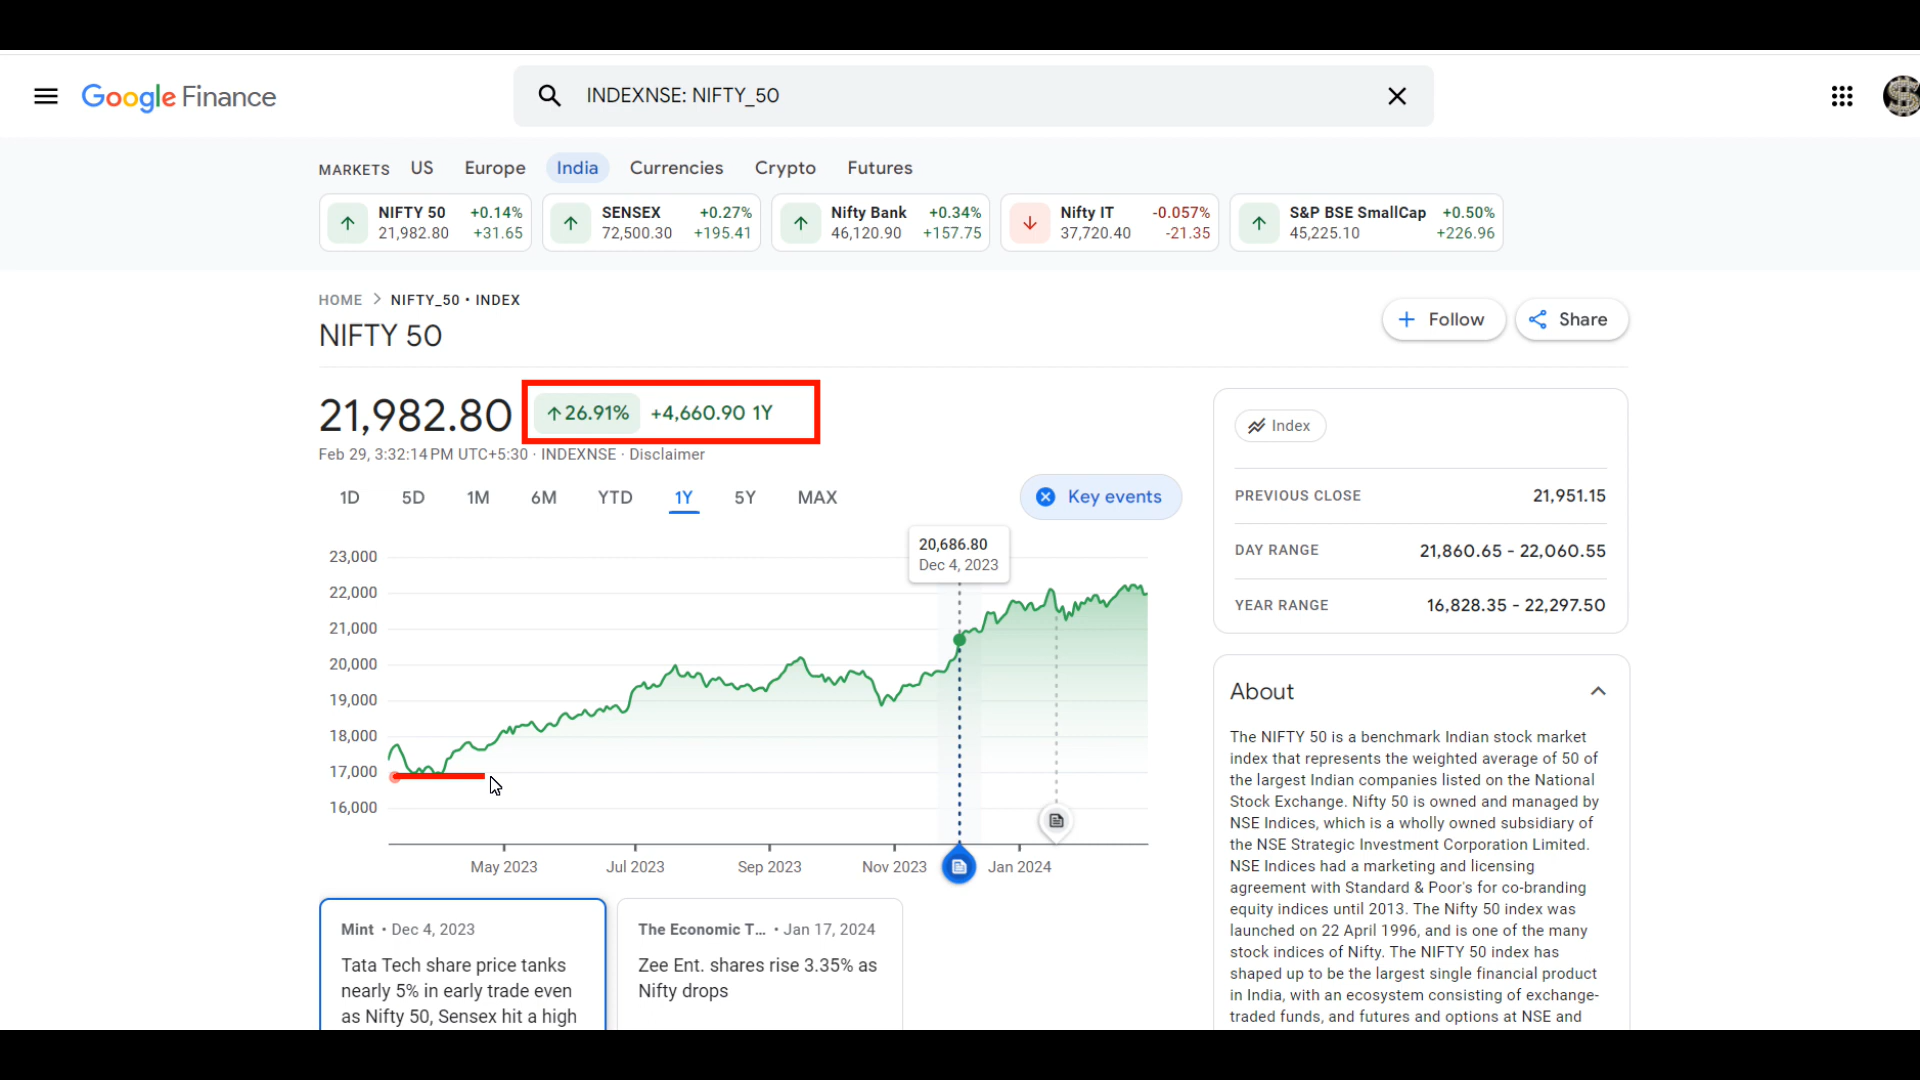 Google Finance
INDEXNSE: NIFTY_50
MARKETS US Europe India Currencies Crypto Futures
NIFTY 50 +0.14%
21,982.80 +31.65
SENSEX +0.27%
72,500.30 +195.41
Nifty Bank +0.34%
46,120.90 +157.75
Nifty IT -0.057%
37,720.40 -21.35
S&P BSE SmallCap +0.50%
45,225.10 +226.96
HOME > NIFTY_50 • INDEX
NIFTY 50
Follow
Share
21,982.80 ↑26.91% +4,660.90 1Y
Feb 29, 3:32:14 PM UTC+5:30 · INDEXNSE · Disclaimer
1D 5D 1M 6M YTD 1Y 5Y MAX
Key events
20,686.80
Dec 4, 2023
23,000
22,000
21,000
20,000
19,000
18,000
17,000
16,000
May 2023 Jul 2023 Sep 2023 Nov 2023 Jan 2024
Mint • Dec 4, 2023
Tata Tech share price tanks
nearly 5% in early trade even
as Nifty 50, Sensex hit a high
The Economic T... • Jan 17, 2024
Zee Ent. shares rise 3.35% as
Nifty drops
Index
PREVIOUS CLOSE 21,951.15
DAY RANGE 21,860.65 - 22,060.55
YEAR RANGE 16,828.35 - 22,297.50
About
The NIFTY 50 is a benchmark Indian stock market
index that represents the weighted average of 50 of
the largest Indian companies listed on the National
Stock Exchange. Nifty 50 is owned and managed by
NSE Indices, which is a wholly owned subsidiary of
the NSE Strategic Investment Corporation Limited.
NSE Indices had a marketing and licensing
agreement with Standard & Poor's for co-branding
equity indices until 2013. The Nifty 50 index was
launched on 22 April 1996, and is one of the many
stock indices of Nifty. The NIFTY 50 index has
shaped up to be the largest single financial product
in India, with an ecosystem consisting of exchange-
traded funds, and futures and options at NSE and